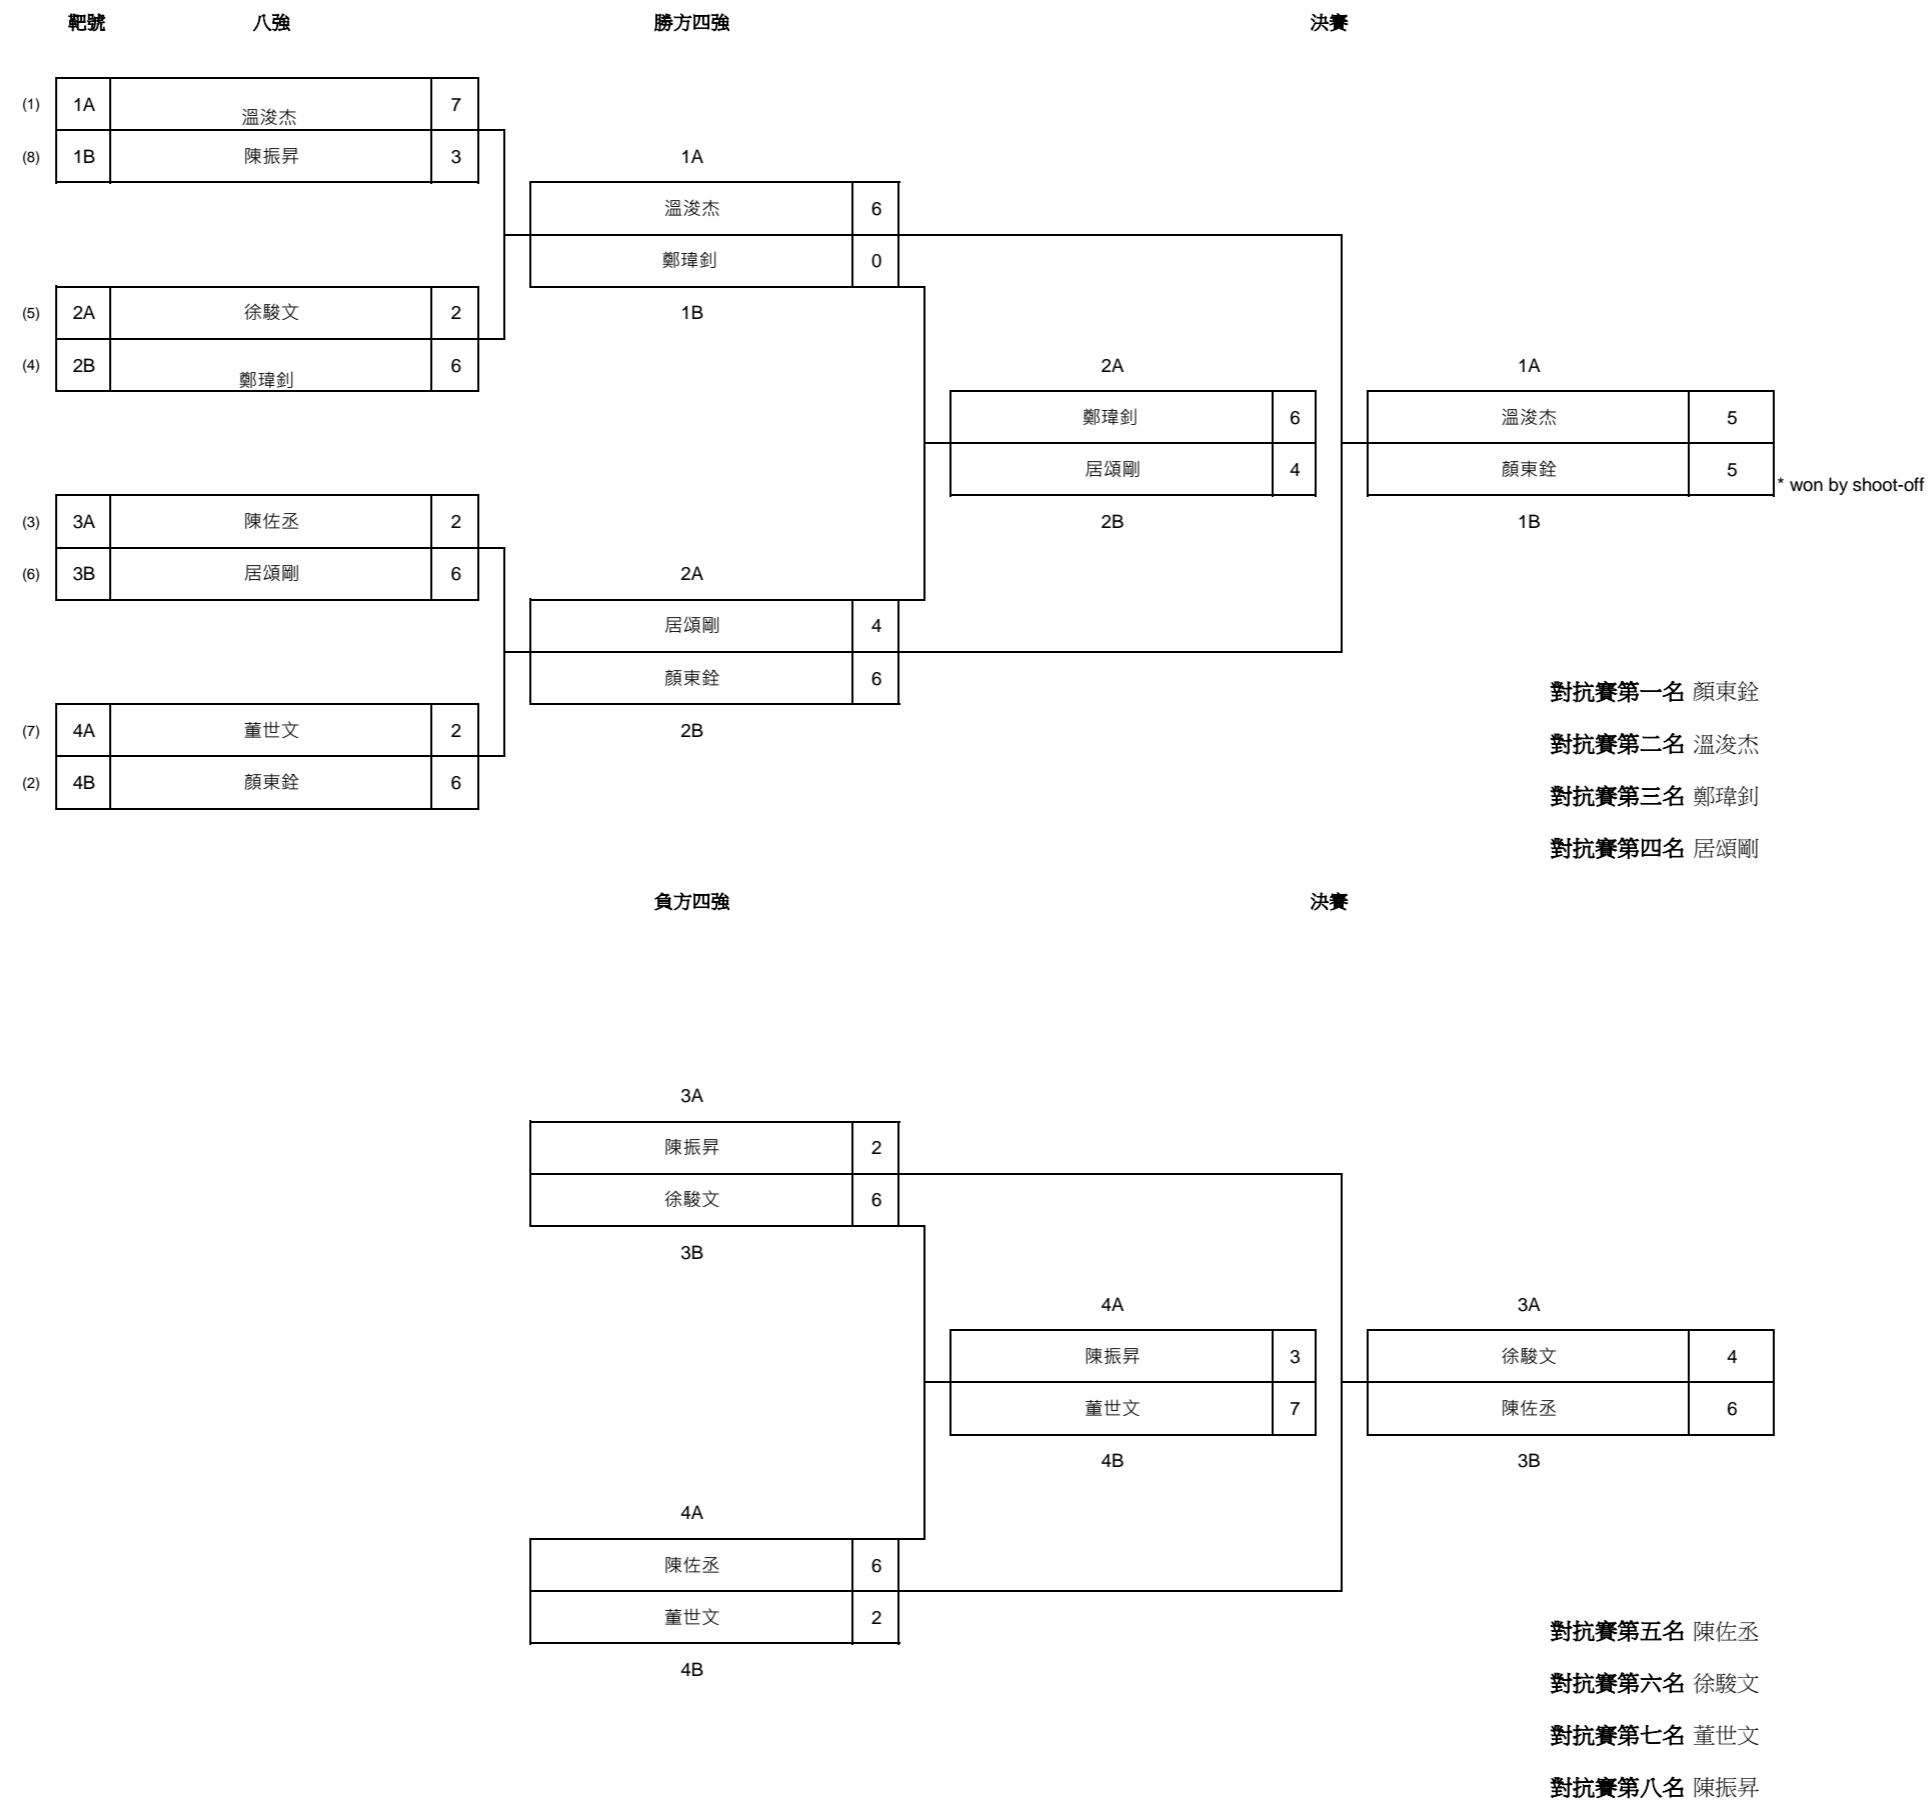 靶號 八強 勝方四強 決賽
(1) 1A 溫浚杰 7
(8) 1B 陳振昇 3 1A
溫浚杰 6
鄭瑋釗 0
(5) 2A 徐駿文 2 1B
(4) 2B 鄭瑋釗 6 2A 1A
鄭瑋釗 6 溫浚杰 5
居頌剛 4 顏東銓 5
* won by shoot-off
(3) 3A 陳佐丞 2 2B 1B
(6) 3B 居頌剛 6 2A
居頌剛 4
顏東銓 6
對抗賽第一名 顏東銓
(7) 4A 董世文 2 2B
對抗賽第二名 溫浚杰
(2) 4B 顏東銓 6
對抗賽第三名 鄭瑋釗
對抗賽第四名 居頌剛
負方四強 決賽
3A
陳振昇 2
徐駿文 6
3B
4A 3A
陳振昇 3 徐駿文 4
董世文 7 陳佐丞 6
4B 3B
4A
陳佐丞 6
董世文 2
對抗賽第五名 陳佐丞
4B
對抗賽第六名 徐駿文
對抗賽第七名 董世文
對抗賽第八名 陳振昇